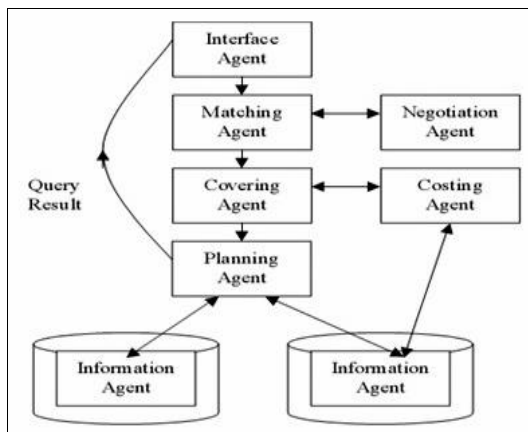 Interface
Agent
Matching
Agent
Negotiation
Agent
Query
Result
Covering
Agent
Costing
Agent
Planning
Agent
Information
Agent
Information
Agent